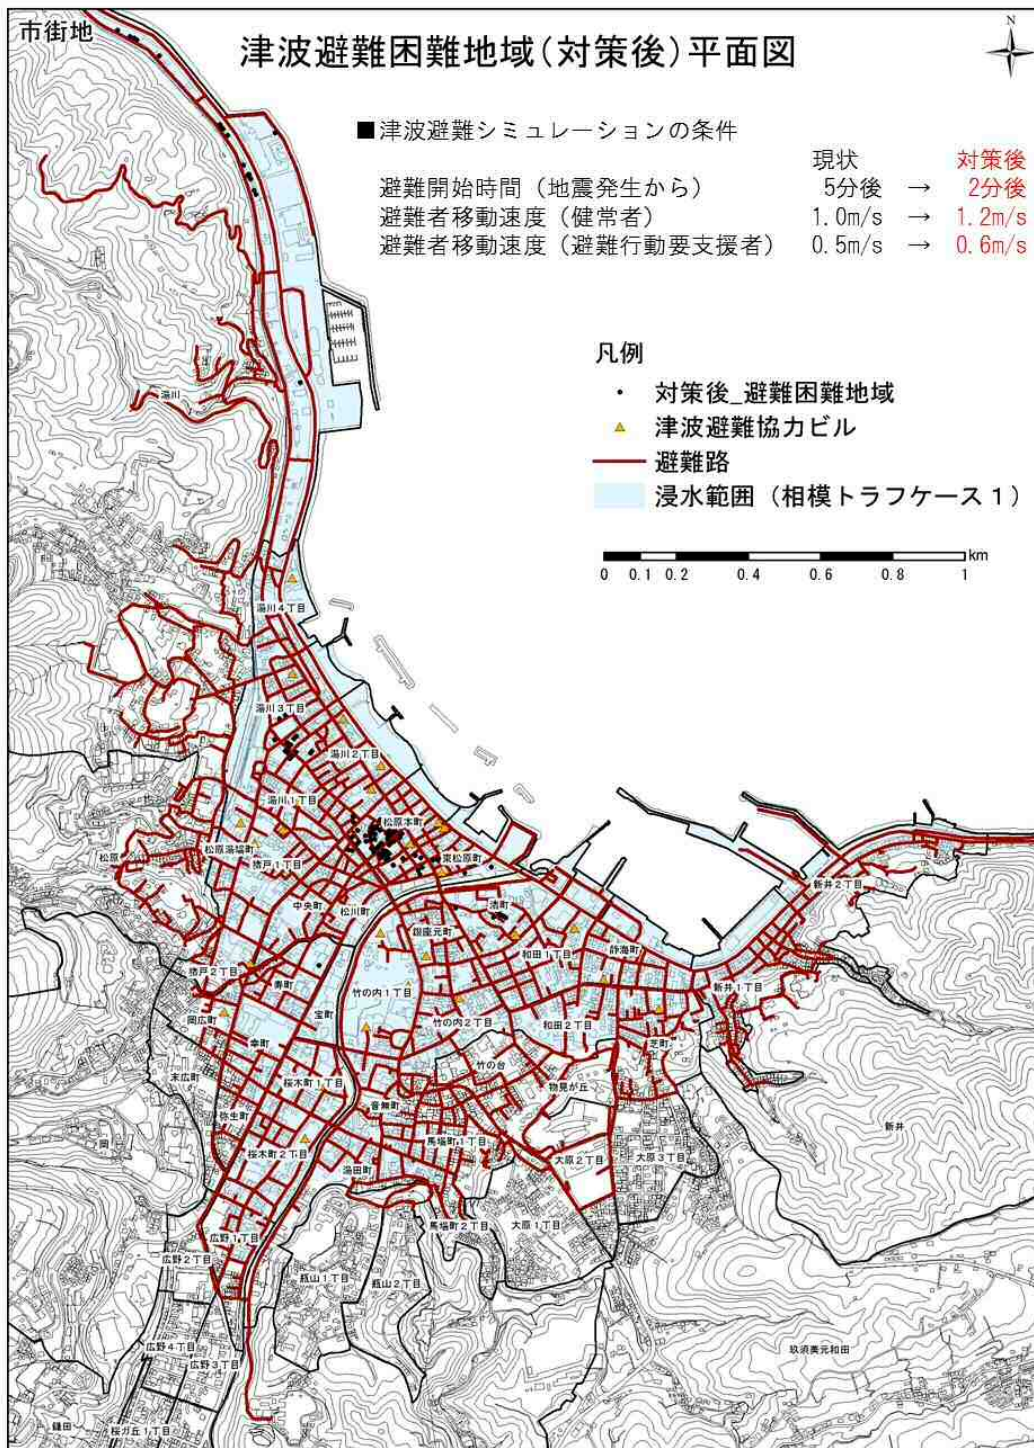 市街地
津波避難困難地域(対策後)平面図
N
■津波避難シミュレーションの条件
現状 対策後
避難開始時間（地震発生から） 5分後 → 2分後
避難者移動速度（健常者） 1.0m/s → 1.2m/s
避難者移動速度（避難行動要支援者） 0.5m/s → 0.6m/s
凡例
対策後_避難困難地域
津波避難協力ビル
避難路
浸水範囲（相模トラフケース１）
km
0 0.1 0.2 0.4 0.6 0.8 1
湯川
湯川４丁目
湯川３丁目
湯川２丁目
湯川１丁目
松原本町
松原湯端町
松原
猪戸１丁目
東松原町
新井２丁目
中央町
松川町
渚町
銀座元町
和田１丁目
静海町
猪戸２丁目
寿町
竹の内１丁目
新井１丁目
岡広町
宝町
竹の内２丁目
和田２丁目
幸町
芝町
末広町
桜木町１丁目
竹の台
物見が丘
弥生町
音無町
新井
岡
桜木町２丁目
馬場町１丁目
大原２丁目
大原３丁目
湯田町
馬場町２丁目
大原１丁目
広野１丁目
広野２丁目
瓶山１丁目
瓶山２丁目
広野４丁目
広野３丁目
玖須美元和田
鎌田
桜ガ丘１丁目